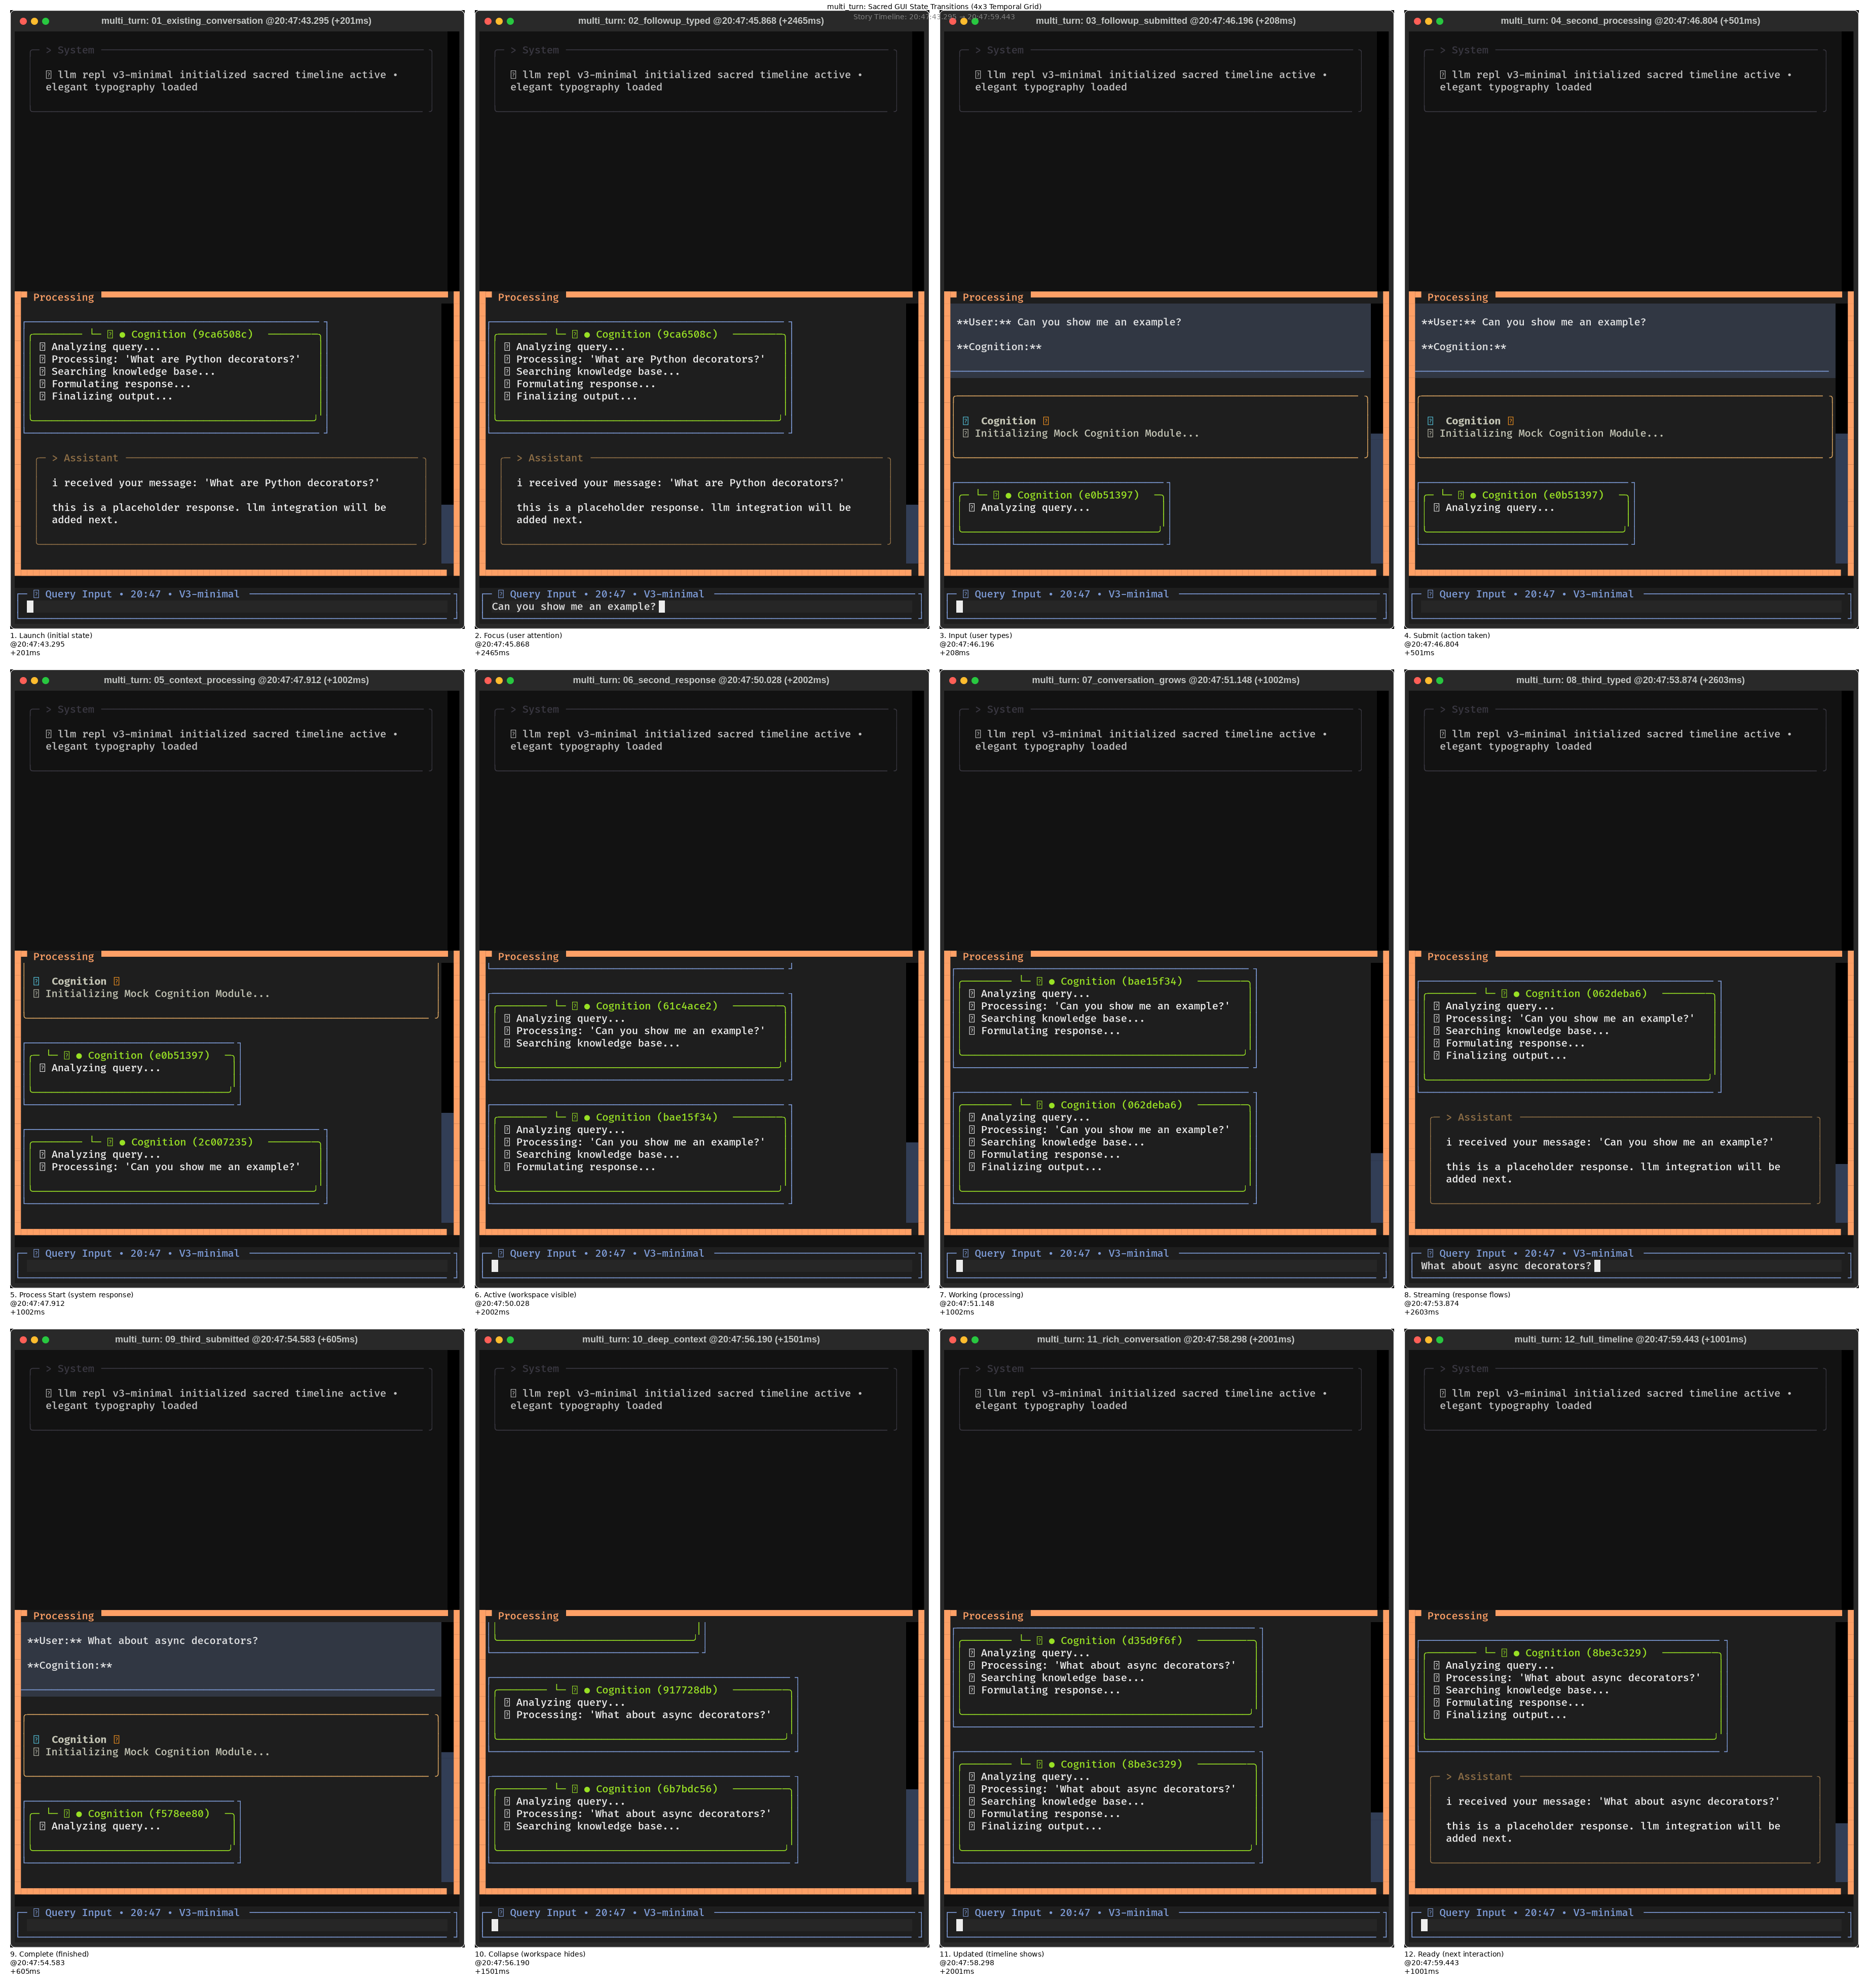 multi_turn: Sacred GUI State Transitions (4x3 Temporal Grid)
multi_turn: 01_existing_conversation @20:47:43.295 (+201ms)
> System
llm repl v3-minimal initialized sacred timeline active •
elegant typography loaded
Processing
└─ ● Cognition (9ca6508c)
Analyzing query...
Processing: 'What are Python decorators?'
Searching knowledge base...
Formulating response...
Finalizing output...
> Assistant
i received your message: 'What are Python decorators?'
this is a placeholder response. llm integration will be
added next.
Query Input • 20:47 • V3-minimal
1. Launch (initial state)
@20:47:43.295
+201ms
multi_turn: 02_followup_typed @20:47:45.868 (+2465ms)
> System
llm repl v3-minimal initialized sacred timeline active •
elegant typography loaded
Processing
└─ ● Cognition (9ca6508c)
Analyzing query...
Processing: 'What are Python decorators?'
Searching knowledge base...
Formulating response...
Finalizing output...
> Assistant
i received your message: 'What are Python decorators?'
this is a placeholder response. llm integration will be
added next.
Query Input • 20:47 • V3-minimal
Can you show me an example?
2. Focus (user attention)
@20:47:45.868
+2465ms
multi_turn: 03_followup_submitted @20:47:46.196 (+208ms)
> System
llm repl v3-minimal initialized sacred timeline active •
elegant typography loaded
Processing
**User:** Can you show me an example?
**Cognition:**
Cognition
Initializing Mock Cognition Module...
└─ ● Cognition (e0b51397)
Analyzing query...
Query Input • 20:47 • V3-minimal
3. Input (user types)
@20:47:46.196
+208ms
multi_turn: 04_second_processing @20:47:46.804 (+501ms)
> System
llm repl v3-minimal initialized sacred timeline active •
elegant typography loaded
Processing
**User:** Can you show me an example?
**Cognition:**
Cognition
Initializing Mock Cognition Module...
└─ ● Cognition (e0b51397)
Analyzing query...
Query Input • 20:47 • V3-minimal
4. Submit (action taken)
@20:47:46.804
+501ms
multi_turn: 05_context_processing @20:47:47.912 (+1002ms)
> System
llm repl v3-minimal initialized sacred timeline active •
elegant typography loaded
Processing
Cognition
Initializing Mock Cognition Module...
└─ ● Cognition (e0b51397)
Analyzing query...
└─ ● Cognition (2c007235)
Analyzing query...
Processing: 'Can you show me an example?'
Query Input • 20:47 • V3-minimal
5. Process Start (system response)
@20:47:47.912
+1002ms
multi_turn: 06_second_response @20:47:50.028 (+2002ms)
> System
llm repl v3-minimal initialized sacred timeline active •
elegant typography loaded
Processing
└─ ● Cognition (61c4ace2)
Analyzing query...
Processing: 'Can you show me an example?'
Searching knowledge base...
└─ ● Cognition (bae15f34)
Analyzing query...
Processing: 'Can you show me an example?'
Searching knowledge base...
Formulating response...
Query Input • 20:47 • V3-minimal
6. Active (workspace visible)
@20:47:50.028
+2002ms
multi_turn: 07_conversation_grows @20:47:51.148 (+1002ms)
> System
llm repl v3-minimal initialized sacred timeline active •
elegant typography loaded
Processing
└─ ● Cognition (bae15f34)
Analyzing query...
Processing: 'Can you show me an example?'
Searching knowledge base...
Formulating response...
└─ ● Cognition (062deba6)
Analyzing query...
Processing: 'Can you show me an example?'
Searching knowledge base...
Formulating response...
Finalizing output...
Query Input • 20:47 • V3-minimal
7. Working (processing)
@20:47:51.148
+1002ms
multi_turn: 08_third_typed @20:47:53.874 (+2603ms)
> System
llm repl v3-minimal initialized sacred timeline active •
elegant typography loaded
Processing
└─ ● Cognition (062deba6)
Analyzing query...
Processing: 'Can you show me an example?'
Searching knowledge base...
Formulating response...
Finalizing output...
> Assistant
i received your message: 'Can you show me an example?'
this is a placeholder response. llm integration will be
added next.
Query Input • 20:47 • V3-minimal
What about async decorators?
8. Streaming (response flows)
@20:47:53.874
+2603ms
multi_turn: 09_third_submitted @20:47:54.583 (+605ms)
> System
llm repl v3-minimal initialized sacred timeline active •
elegant typography loaded
Processing
**User:** What about async decorators?
**Cognition:**
Cognition
Initializing Mock Cognition Module...
└─ ● Cognition (f578ee80)
Analyzing query...
Query Input • 20:47 • V3-minimal
9. Complete (finished)
@20:47:54.583
+605ms
multi_turn: 10_deep_context @20:47:56.190 (+1501ms)
> System
llm repl v3-minimal initialized sacred timeline active •
elegant typography loaded
Processing
└─ ● Cognition (917728db)
Analyzing query...
Processing: 'What about async decorators?'
└─ ● Cognition (6b7bdc56)
Analyzing query...
Processing: 'What about async decorators?'
Searching knowledge base...
Query Input • 20:47 • V3-minimal
10. Collapse (workspace hides)
@20:47:56.190
+1501ms
multi_turn: 11_rich_conversation @20:47:58.298 (+2001ms)
> System
llm repl v3-minimal initialized sacred timeline active •
elegant typography loaded
Processing
└─ ● Cognition (d35d9f6f)
Analyzing query...
Processing: 'What about async decorators?'
Searching knowledge base...
Formulating response...
└─ ● Cognition (8be3c329)
Analyzing query...
Processing: 'What about async decorators?'
Searching knowledge base...
Formulating response...
Finalizing output...
Query Input • 20:47 • V3-minimal
11. Updated (timeline shows)
@20:47:58.298
+2001ms
multi_turn: 12_full_timeline @20:47:59.443 (+1001ms)
> System
llm repl v3-minimal initialized sacred timeline active •
elegant typography loaded
Processing
└─ ● Cognition (8be3c329)
Analyzing query...
Processing: 'What about async decorators?'
Searching knowledge base...
Formulating response...
Finalizing output...
> Assistant
i received your message: 'What about async decorators?'
this is a placeholder response. llm integration will be
added next.
Query Input • 20:47 • V3-minimal
12. Ready (next interaction)
@20:47:59.443
+1001ms